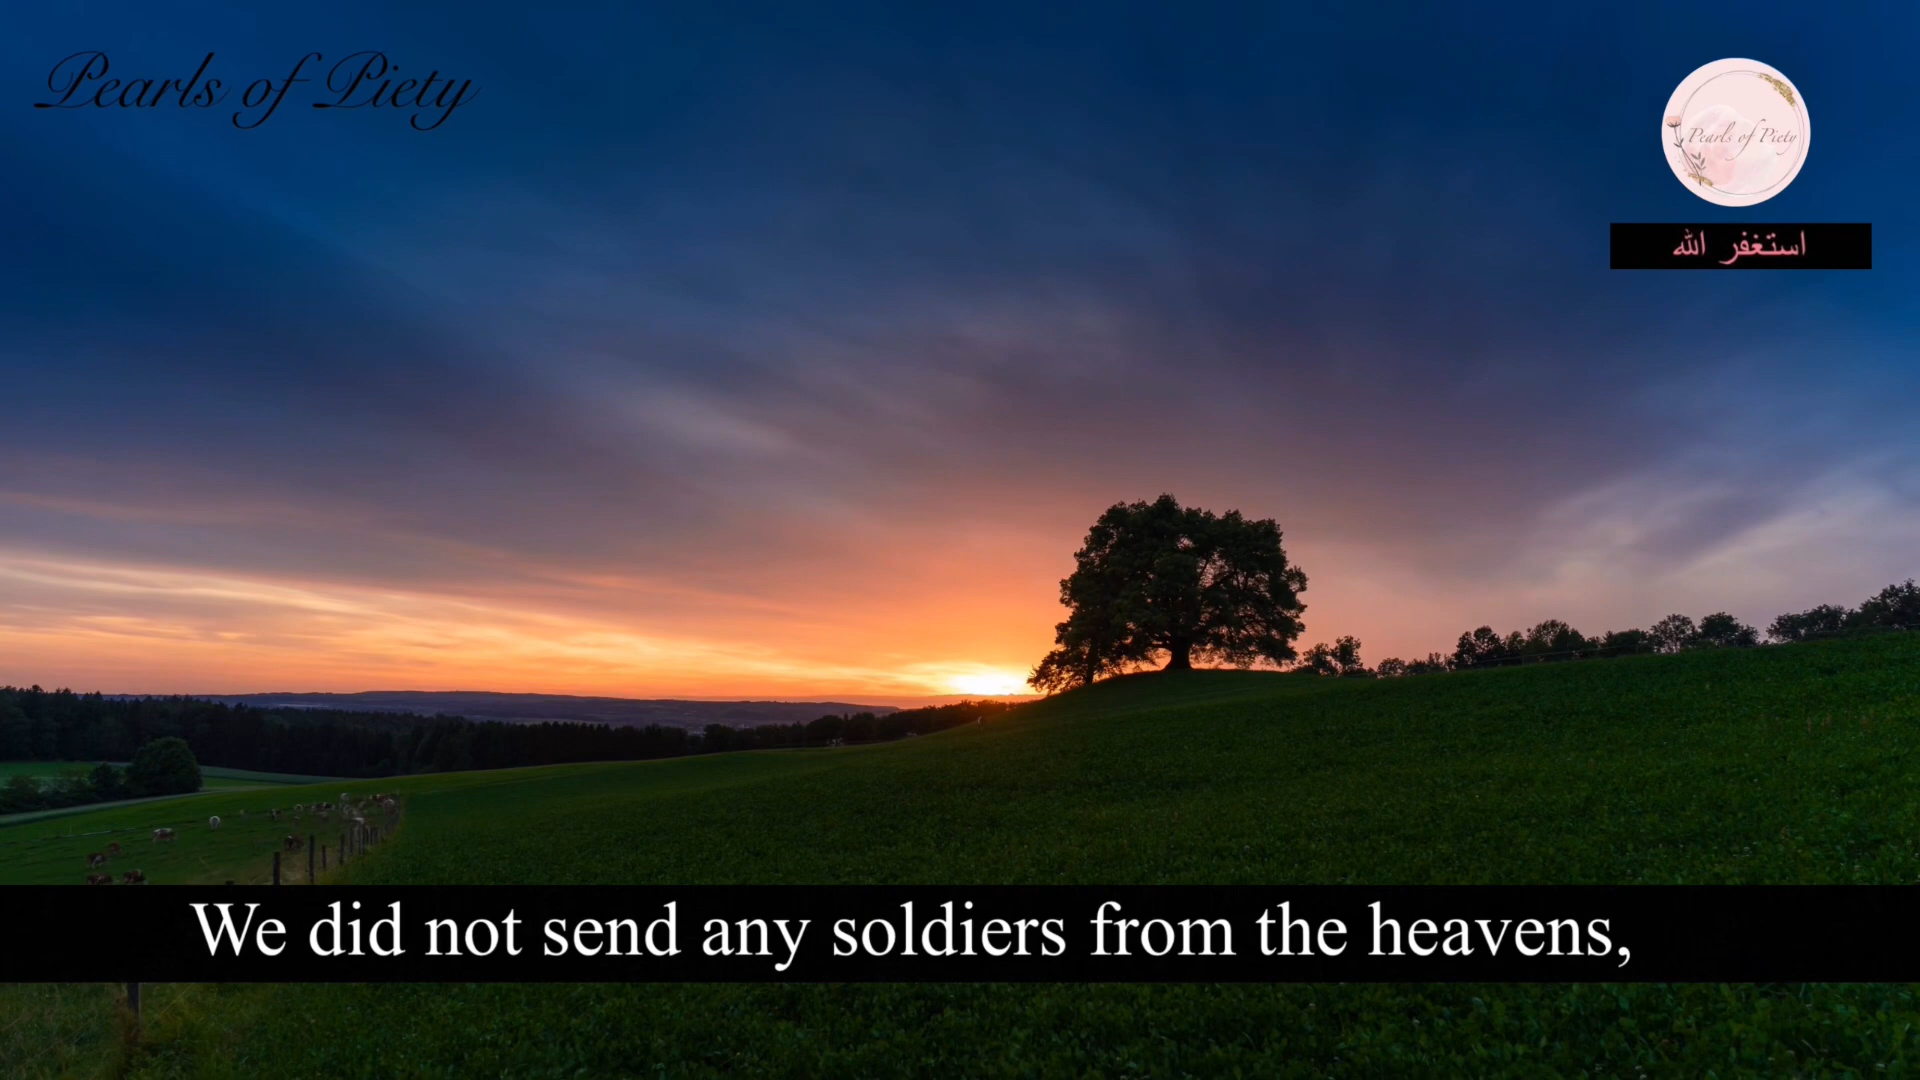 Pearls of Piety
Pearls of Piety
استغفر الله
We did not send any soldiers from the heavens,